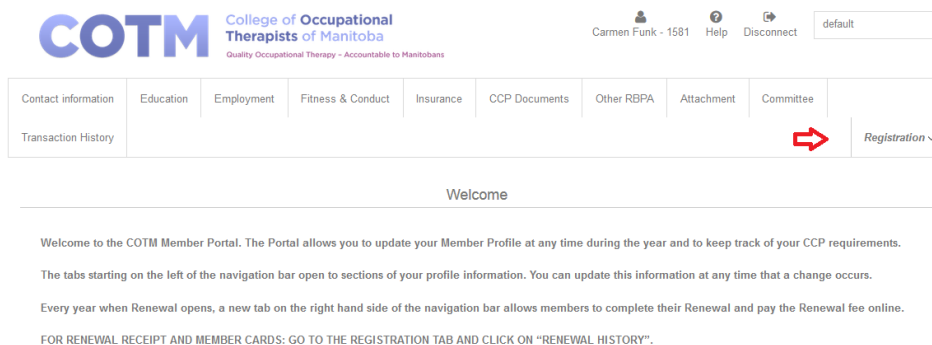 COTM
College of Occupational
Therapists of Manitoba
Quality Occupational Therapy – Accountable to Manitobans
Carmen Funk - 1581
Help
Disconnect
default
Contact information
Education
Employment
Fitness & Conduct
Insurance
CCP Documents
Other RBPA
Attachment
Committee
Transaction History
Registration
Welcome
Welcome to the COTM Member Portal. The Portal allows you to update your Member Profile at any time during the year and to keep track of your CCP requirements.
The tabs starting on the left of the navigation bar open to sections of your profile information. You can update this information at any time that a change occurs.
Every year when Renewal opens, a new tab on the right hand side of the navigation bar allows members to complete their Renewal and pay the Renewal fee online.
FOR RENEWAL RECEIPT AND MEMBER CARDS: GO TO THE REGISTRATION TAB AND CLICK ON “RENEWAL HISTORY”.